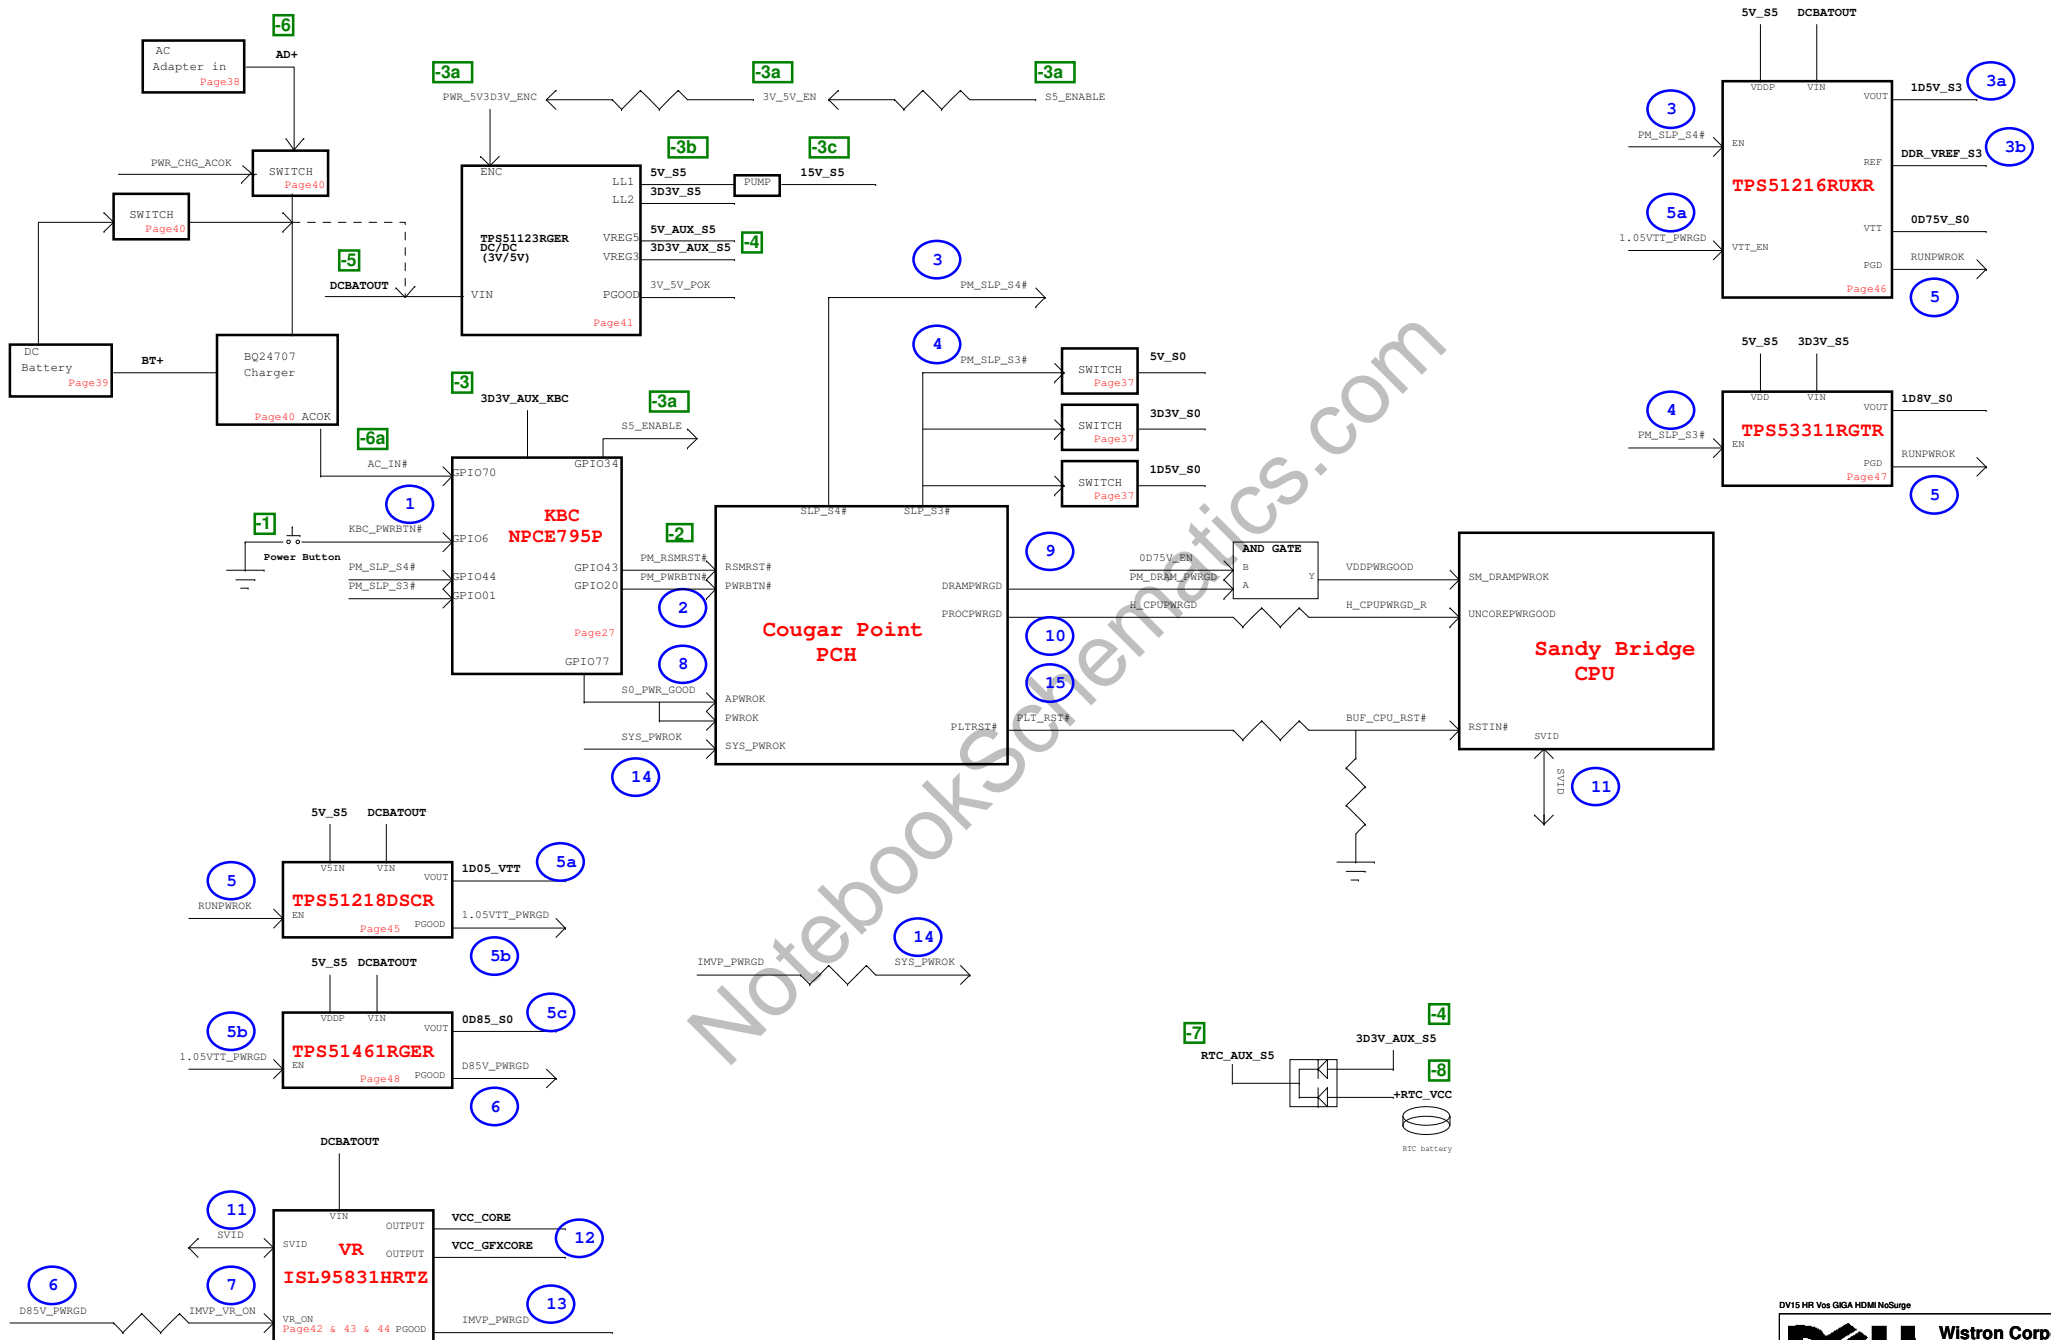 -6
AC
Adapter in
Page38
AD+
PWR_CHG_ACOK
SWITCH
Page40
SWITCH
Page40
-5
DCBATOUT
DC
Battery
Page39
BT+
BQ24707
Charger
Page40 ACOK
-6a
AC_IN#
-3a
-3a
-3a
PWR_5V3D3V_ENC
3V_5V_EN
S5_ENABLE
ENC
TPS51123RGER
DC/DC
(3V/5V)
VIN
LL1
LL2
VREG5
VREG3
PGOOD
Page41
-3b
-3c
5V_S5
PUMP
15V_S5
3D3V_S5
5V_AUX_S5
3D3V_AUX_S5
-4
3V_5V_POK
-3
3D3V_AUX_KBC
-3a
S5_ENABLE
GPIO34
GPIO70
1
KBC
NPCE795P
-1
KBC_PWRBTN#
GPIO6
Power Button
PM_SLP_S4#
GPIO44
PM_SLP_S3#
GPIO01
GPIO43
GPIO20
Page27
GPIO77
-2
PM_RSMRST#
PM_PWRBTN#
2
8
S0_PWR_GOOD
SYS_PWROK
14
3
PM_SLP_S4#
4
PM_SLP_S3#
SWITCH
Page37
5V_S0
SWITCH
Page37
3D3V_S0
SWITCH
Page37
1D5V_S0
SLP_S4#
SLP_S3#
RSMRST#
PWRBTN#
Cougar Point
PCH
APWROK
PWROK
SYS_PWROK
DRAMPWRGD
PROCPWRGD
PLTRST#
9
0D75V_EN
PM_DRAM_PWRGD
AND GATE
B
A
Y
VDDPWRGOOD
H_CPUPWRGD
H_CPUPWRGD_R
10
15
PLT_RST#
BUF_CPU_RST#
SM_DRAMPWROK
UNCOREPWRGOOD
Sandy Bridge
CPU
RSTIN#
SVID
SVID
11
5V_S5
DCBATOUT
VDDP
VIN
3
PM_SLP_S4#
EN
TPS51216RUKR
5a
1.05VTT_PWRGD
VTT_EN
VOUT
REF
VTT
PGD
Page46
1D5V_S3
3a
DDR_VREF_S3
3b
0D75V_S0
RUNPWROK
5
5V_S5
3D3V_S5
VDD
VIN
4
PM_SLP_S3#
EN
TPS53311RGTR
VOUT
PGD
Page47
1D8V_S0
RUNPWROK
5
5V_S5
DCBATOUT
V5IN
VIN
5
RUNPWROK
EN
TPS51218DSCR
Page45
VOUT
PGOOD
1D05_VTT
5a
1.05VTT_PWRGD
5b
5V_S5
DCBATOUT
VDDP
VIN
5b
1.05VTT_PWRGD
EN
TPS51461RGER
Page48
VOUT
PGOOD
0D85_S0
5c
D85V_PWRGD
6
IMVP_PWRGD
14
SYS_PWROK
-7
RTC_AUX_S5
-4
3D3V_AUX_S5
-8
+RTC_VCC
RTC battery
DCBATOUT
VIN
11
SVID
SVID
VR
ISL95831HRTZ
OUTPUT
OUTPUT
VCC_CORE
VCC_GFXCORE
12
6
D85V_PWRGD
7
IMVP_VR_ON
VR_ON
Page42 & 43 & 44
PGOOD
IMVP_PWRGD
13
NotebookSchematics.com
DV15 HR Vos GIGA HDMI NoSurge
DELL
Wistron Corp